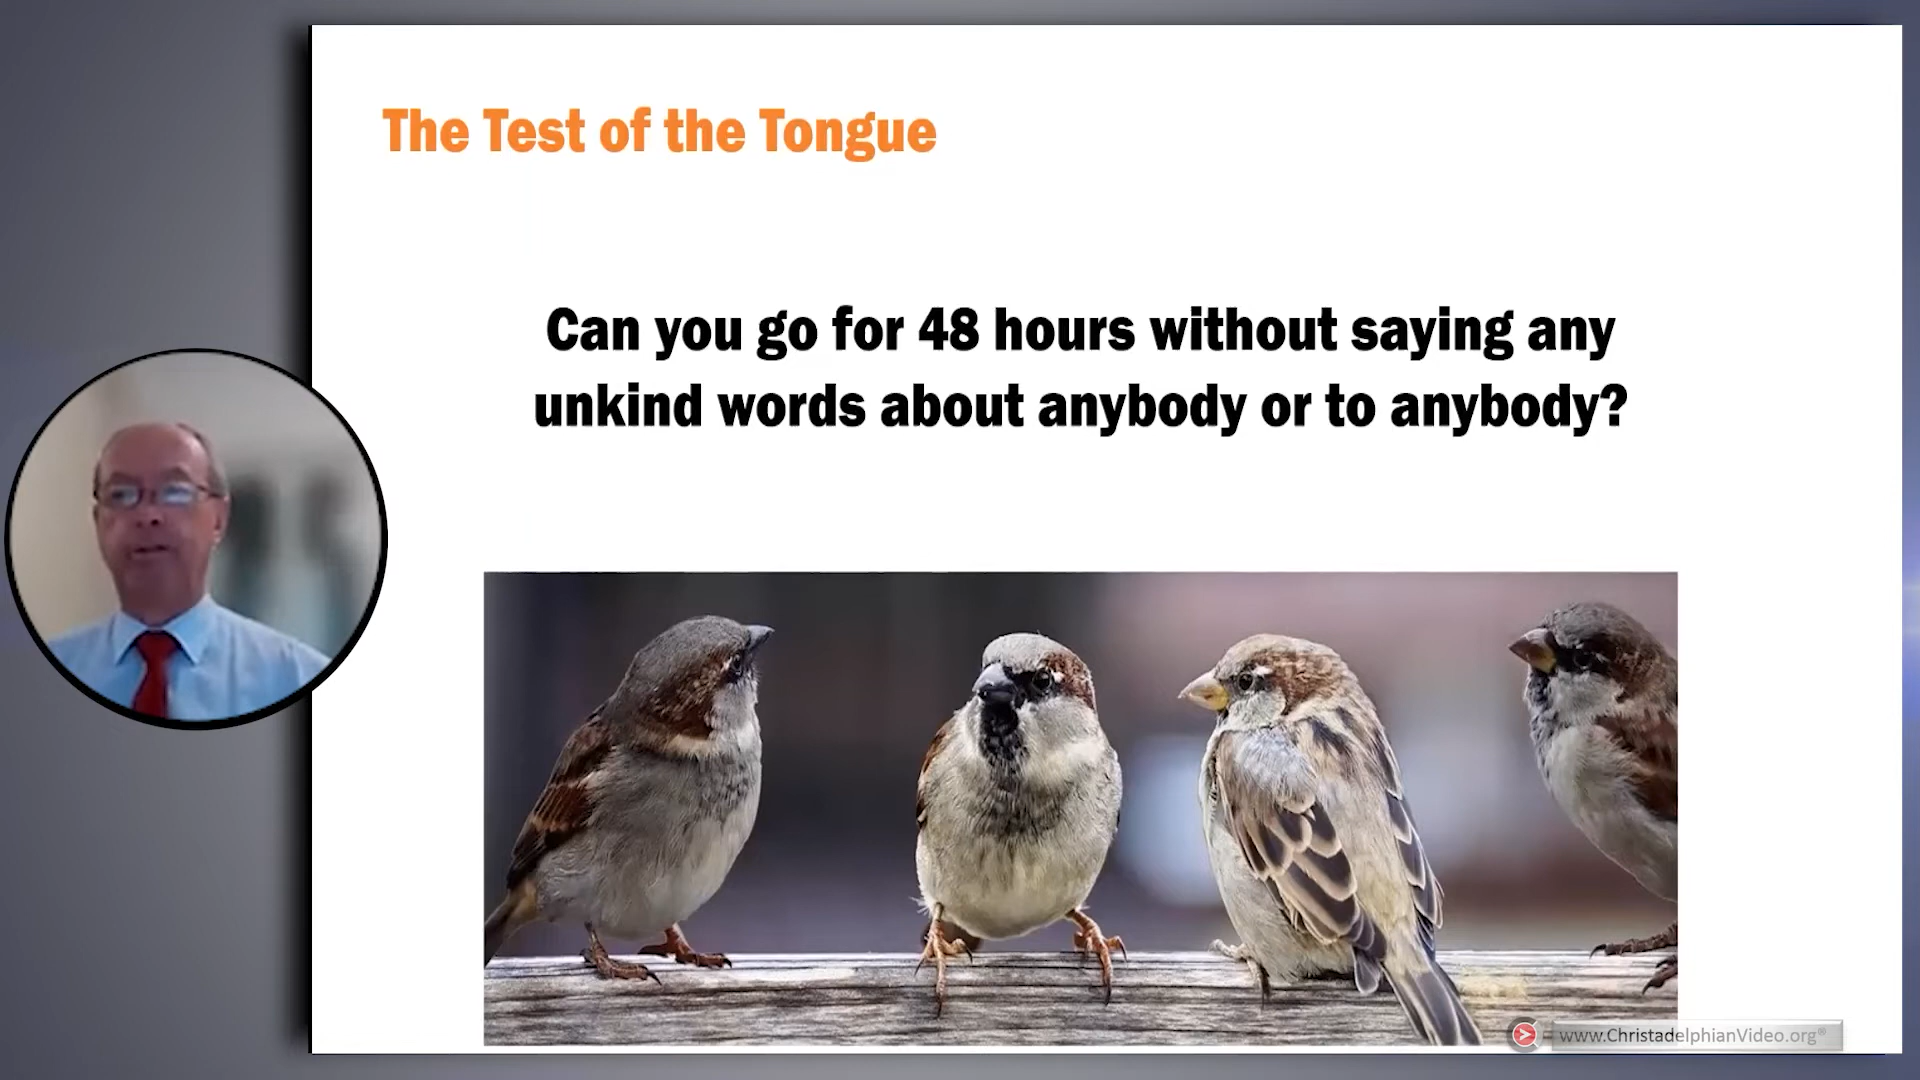 The Test of the Tongue
Can you go for 48 hours without saying any
unkind words about anybody or to anybody?
www.ChristadelphianVideo.org®